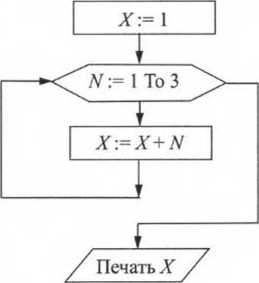 X := 1
N := 1 To 3
X := X + N
Печать X